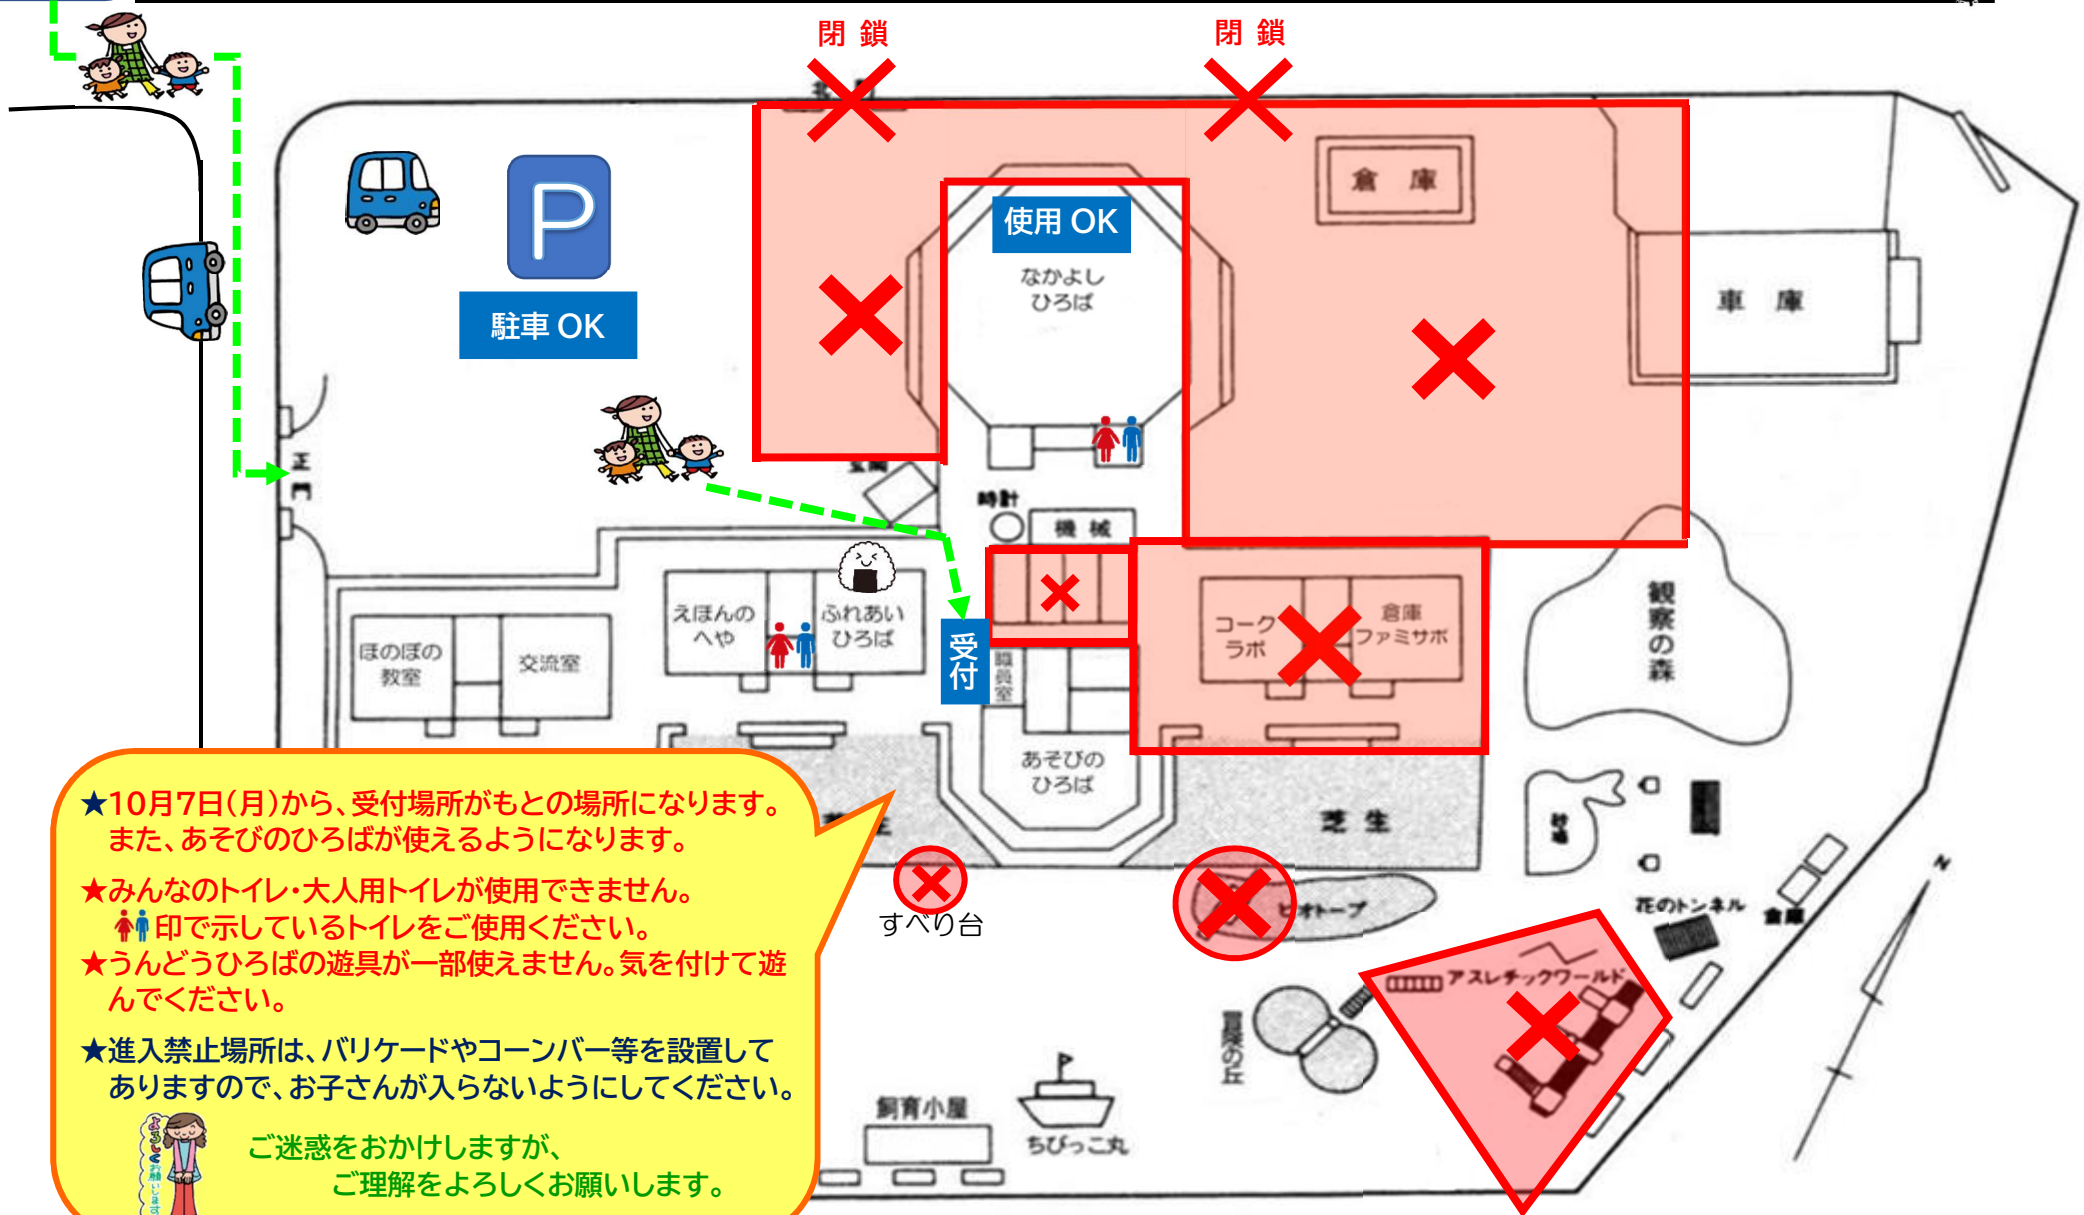 閉 鎖
閉 鎖
倉 庫
使用 OK
なかよし
ひろば
P
駐車 OK
車 庫
正
門
時計
機 械
えほんの
へや
ふれあい
ひろば
受付
職員室
コーク
ラボ
倉庫
ファミサポ
観察の森
ほのぼの
教室
交流室
あそびの
ひろば
芝 生
砂場
すべり台
ビオトープ
花のトンネル
倉庫
N
アスレチックワールド
冒険の丘
飼育小屋
ちびっこ丸
★10月7日(月)から、受付場所がもとの場所になります。
また、あそびのひろばが使えるようになります。
★みんなのトイレ・大人用トイレが使用できません。
印で示しているトイレをご使用ください。
★うんどうひろばの遊具が一部使えません。気を付けて遊
んでください。
★進入禁止場所は、バリケードやコーンバー等を設置して
ありますので、お子さんが入らないようにしてください。
よろしくお願いします
ご迷惑をおかけしますが、
ご理解をよろしくお願いします。